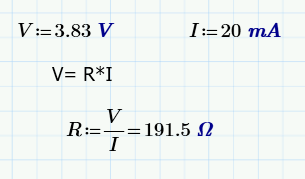 V:=3.83 V I:=20 mA
V= R*I
R:=V/I=191.5 Ω